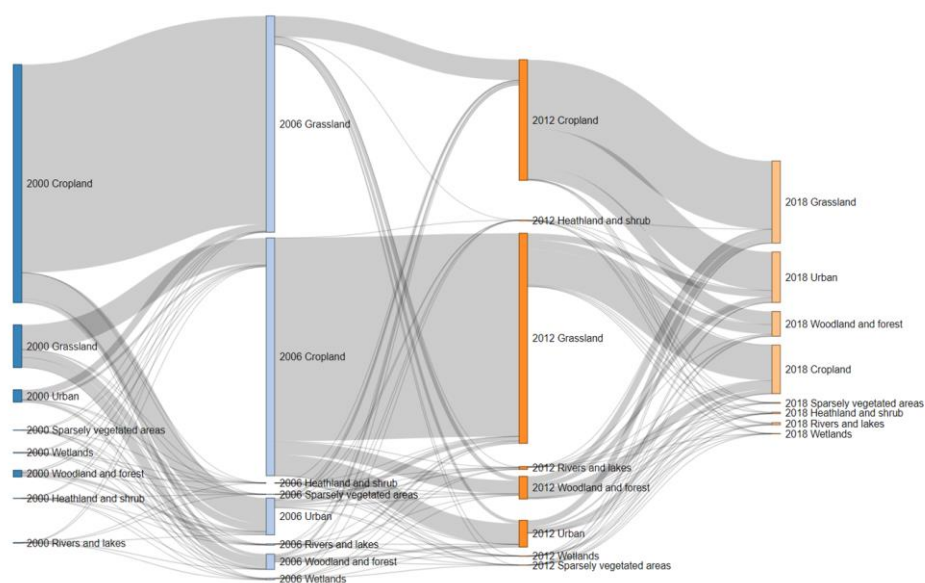 2000 Cropland
2000 Grassland
2000 Urban
2000 Sparsely vegetated areas
2000 Wetlands
2000 Woodland and forest
2000 Heathland and shrub
2000 Rivers and lakes
2006 Grassland
2006 Cropland
2006 Heathland and shrub
2006 Sparsely vegetated areas
2006 Urban
2006 Rivers and lakes
2006 Woodland and forest
2006 Wetlands
2012 Cropland
2012 Heathland and shrub
2012 Grassland
2012 Rivers and lakes
2012 Woodland and forest
2012 Urban
2012 Wetlands
2012 Sparsely vegetated areas
2018 Grassland
2018 Urban
2018 Woodland and forest
2018 Cropland
2018 Sparsely vegetated areas
2018 Heathland and shrub
2018 Rivers and lakes
2018 Wetlands